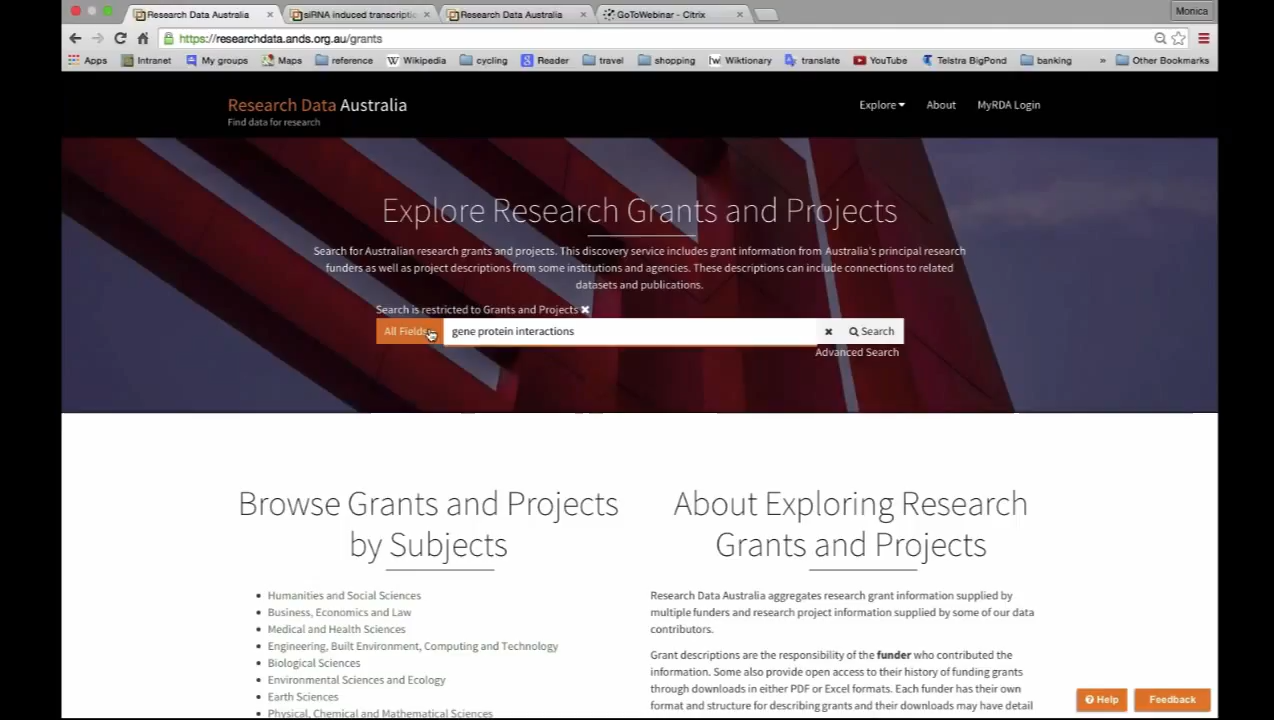 Monica
Research Data Australia
siRNA induced transcriptio
Research Data Australia
GoToWebinar - Citrix
https://researchdata.ands.org.au/grants
Apps Intranet My groups Maps reference Wikipedia cycling Reader travel shopping Wiktionary translate YouTube Telstra BigPond banking » Other Bookmarks
Research Data Australia
Find data for research
Explore About MyRDA Login
Explore Research Grants and Projects
Search for Australian research grants and projects. This discovery service includes grant information from Australia's principal research
funders as well as project descriptions from some institutions and agencies. These descriptions can include connections to related
datasets and publications.
Search is restricted to Grants and Projects
All Fields gene protein interactions Search
Advanced Search
Browse Grants and Projects
by Subjects
Humanities and Social Sciences
Business, Economics and Law
Medical and Health Sciences
Engineering, Built Environment, Computing and Technology
Biological Sciences
Environmental Sciences and Ecology
Earth Sciences
Physical, Chemical and Mathematical Sciences
About Exploring Research
Grants and Projects
Research Data Australia aggregates research grant information supplied by
multiple funders and research project information supplied by some of our data
contributors.
Grant descriptions are the responsibility of the funder who contributed the
information. Some also provide open access to their history of funding grants
through downloads in either PDF or Excel formats. Each funder has their own
format and structure for describing grants and their downloads may have detail
Help Feedback